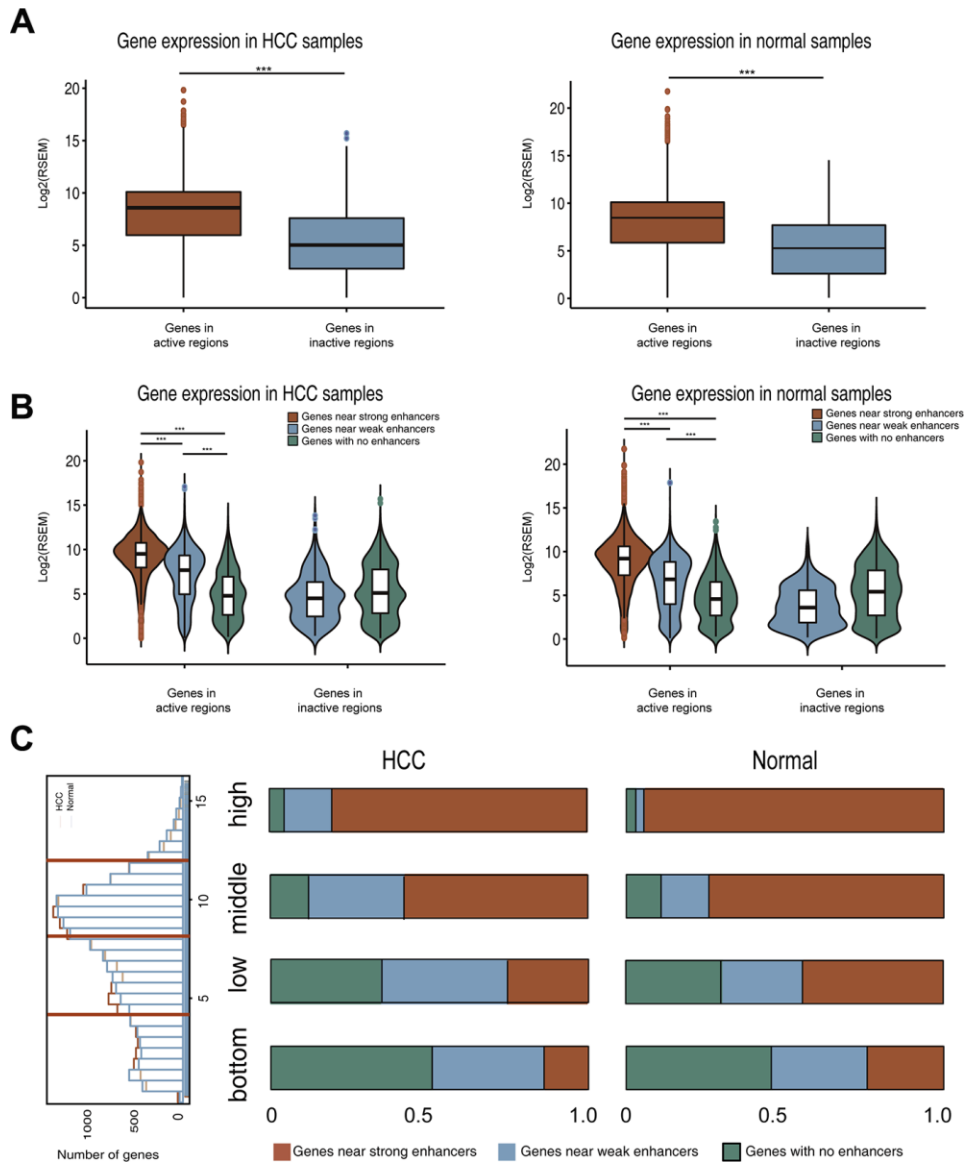 A
Gene expression in HCC samples
***
Log2(RSEM)
20
15
10
5
0
Genes in
active regions
Genes in
inactive regions
Gene expression in normal samples
***
Log2(RSEM)
20
15
10
5
0
Genes in
active regions
Genes in
inactive regions
B
Gene expression in HCC samples
Genes near strong enhancers
Genes near weak enhancers
Genes with no enhancers
***
***
***
Log2(RSEM)
20
15
10
5
0
Genes in
active regions
Genes in
inactive regions
Gene expression in normal samples
Genes near strong enhancers
Genes near weak enhancers
Genes with no enhancers
***
***
***
Log2(RSEM)
20
15
10
5
0
Genes in
active regions
Genes in
inactive regions
C
HCC
Normal
15
10
5
1000
500
0
Number of genes
HCC
Normal
high
middle
low
bottom
0
0.5
1.0
0
0.5
1.0
Genes near strong enhancers
Genes near weak enhancers
Genes with no enhancers